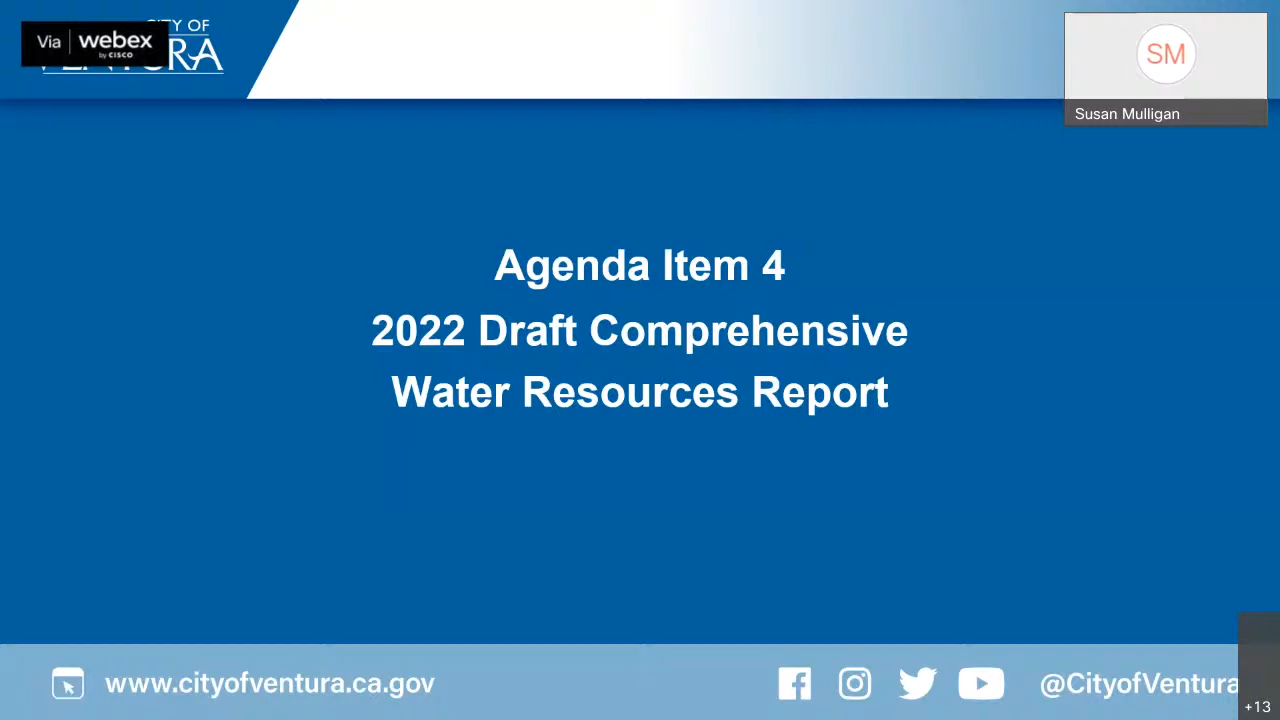 CITY OF
VENTURA
Via webex
by CISCO
SM
Susan Mulligan
Agenda Item 4
2022 Draft Comprehensive
Water Resources Report
www.cityofventura.ca.gov
@CityofVentura
+13